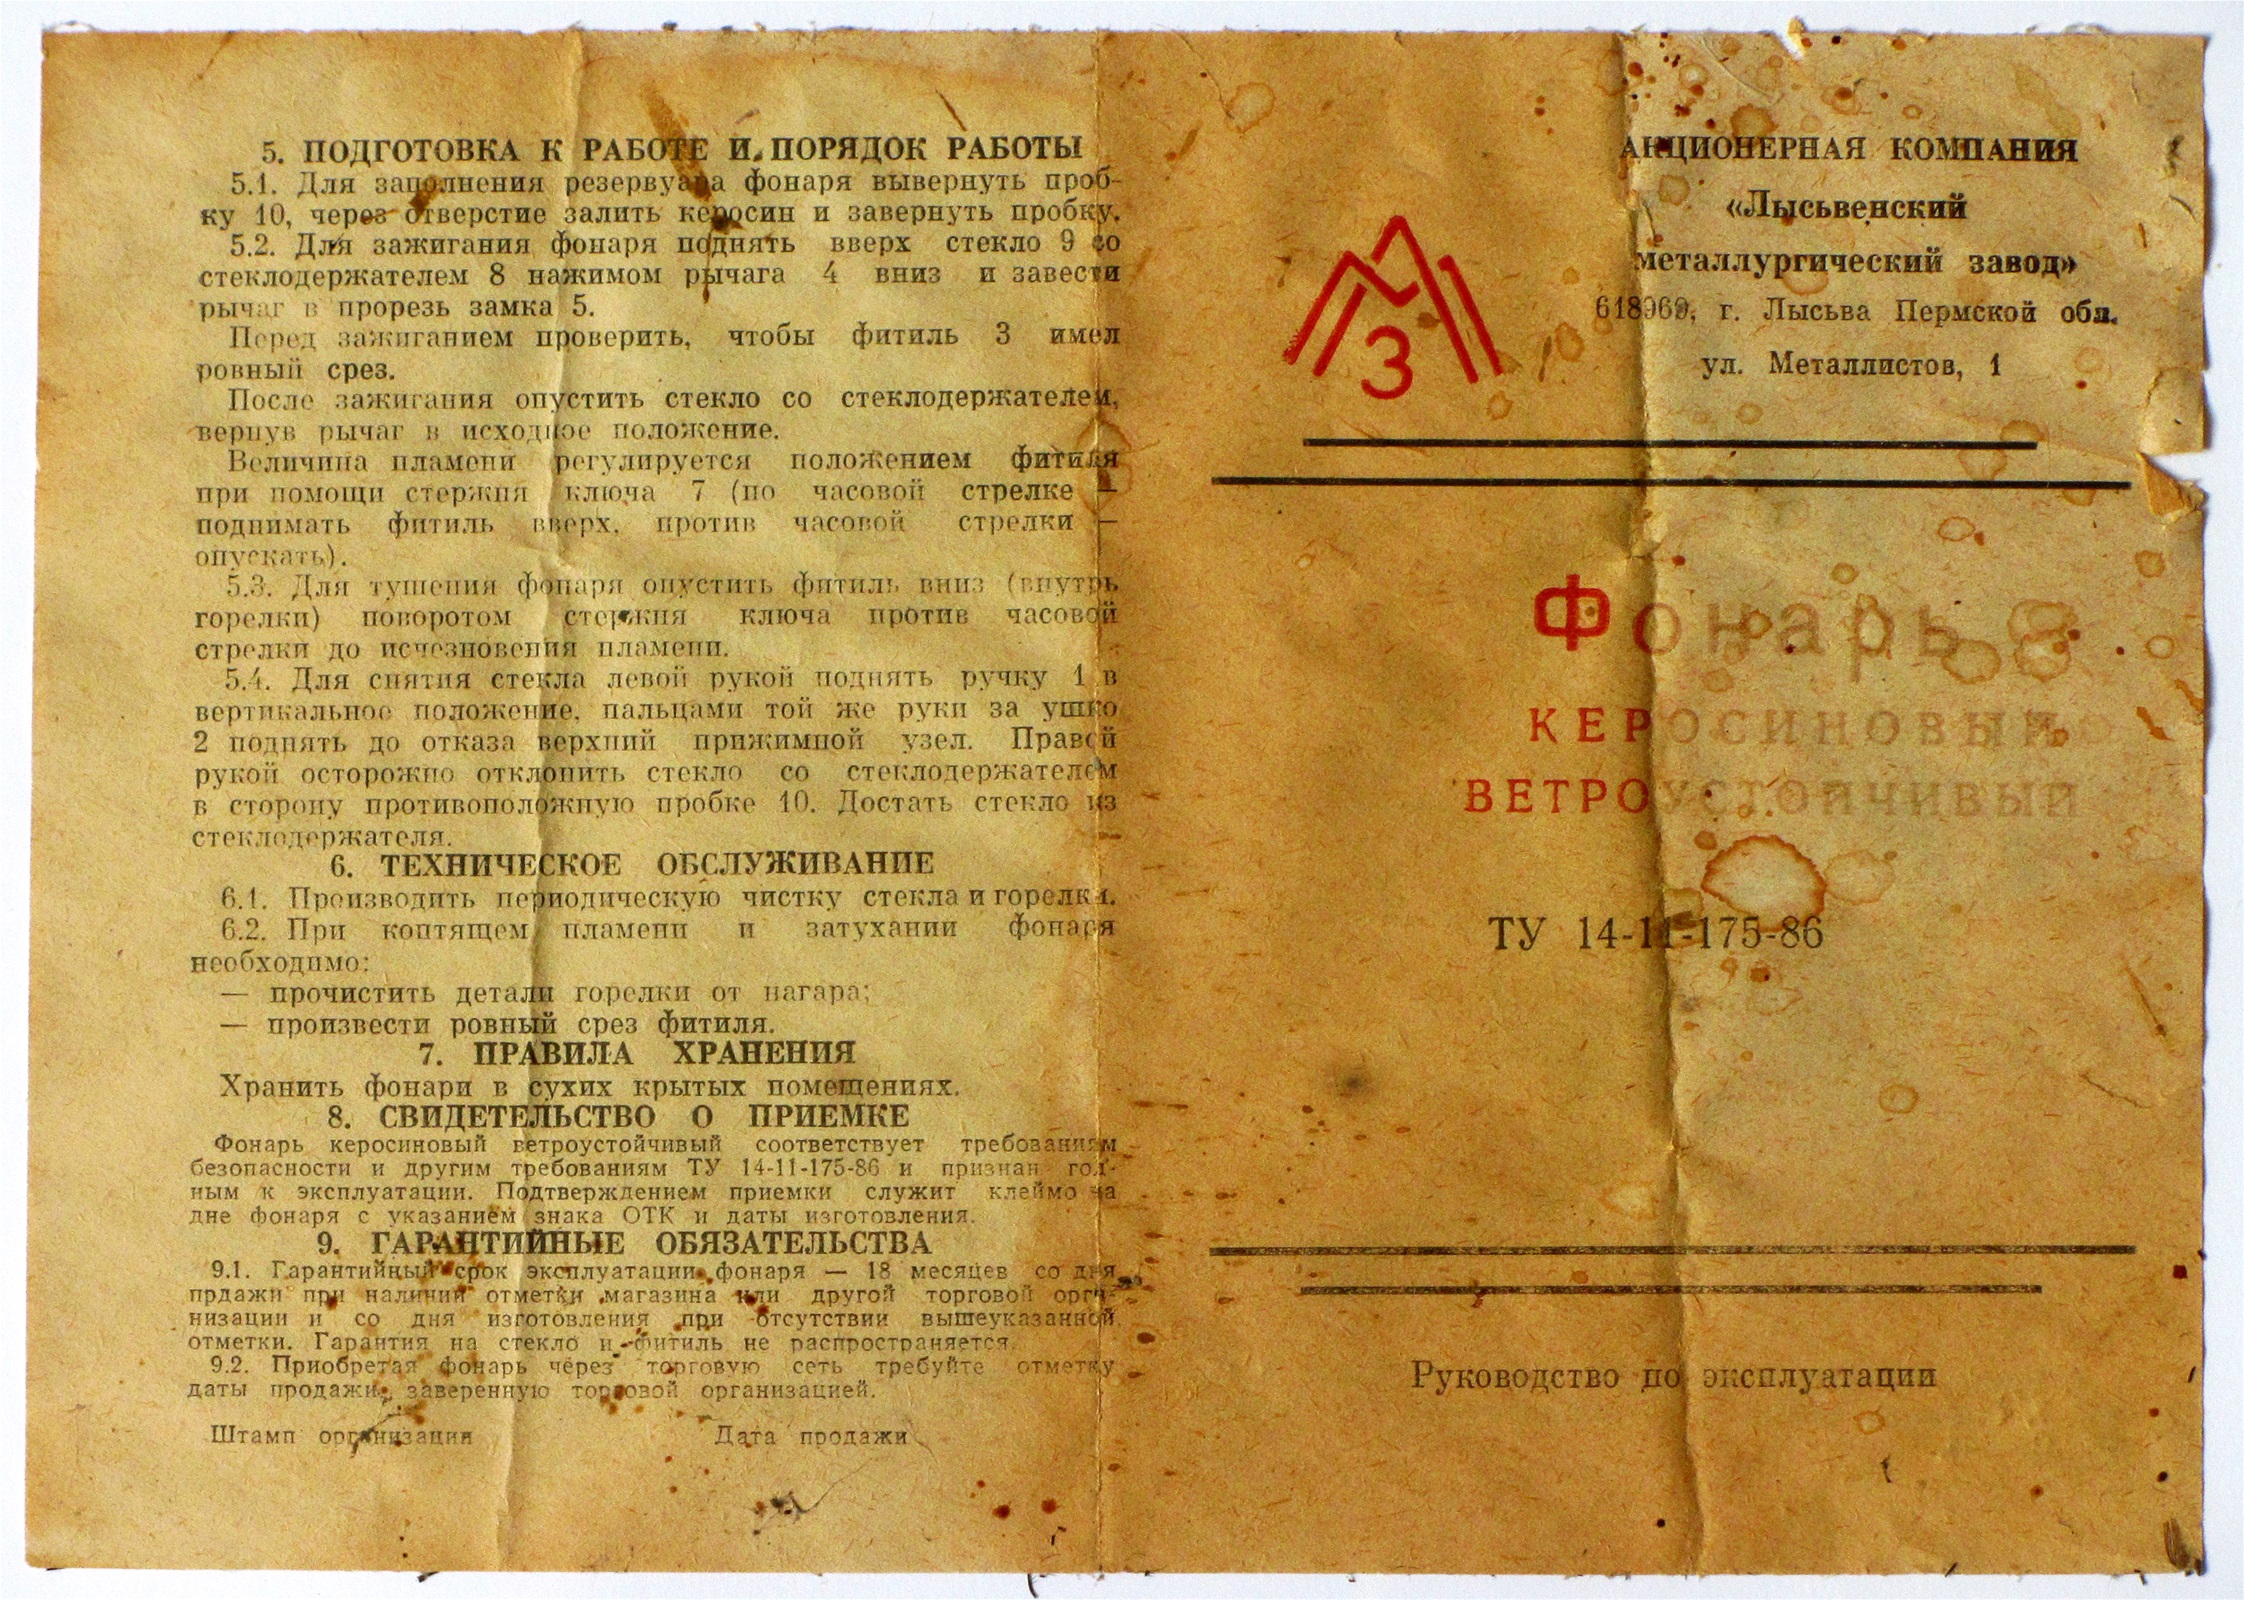 5. ПОДГОТОВКА К РАБОТЕ И ПОРЯДОК РАБОТЫ
5.1. Для заполнения резервуара фонаря вывернуть проб-
ку 10, через отверстие залить керосин и завернуть пробку.
5.2. Для зажигания фонаря поднять вверх стекло 9 со
стеклодержателем 8 нажимом рычага 4 вниз и завести
рычаг в прорезь замка 5.
Перед зажиганием проверить, чтобы фитиль 3 имел
ровный срез.
После зажигания опустить стекло со стеклодержателем,
вернув рычаг в исходное положение.
Величина пламени регулируется положением фитиля
при помощи стержня ключа 7 (по часовой стрелке —
поднимать фитиль вверх, против часовой стрелки —
опускать).
5.3. Для тушения фонаря опустить фитиль вниз (внутрь
горелки) поворотом стержня ключа против часовой
стрелки до исчезновения пламени.
5.4. Для снятия стекла левой рукой поднять ручку 1 в
вертикальное положение, пальцами той же руки за ушко
2 поднять до отказа верхний прижимной узел. Правой
рукой осторожно отклонить стекло со стеклодержателем
в сторону противоположную пробке 10. Достать стекло из
стеклодержателя.
6. ТЕХНИЧЕСКОЕ ОБСЛУЖИВАНИЕ
6.1. Производить периодическую чистку стекла и горелки.
6.2. При коптящем пламени и затухании фонаря
необходимо:
— прочистить детали горелки от нагара;
— произвести ровный срез фитиля.
7. ПРАВИЛА ХРАНЕНИЯ
Хранить фонари в сухих крытых помещениях.
8. СВИДЕТЕЛЬСТВО О ПРИЕМКЕ
Фонарь керосиновый ветроустойчивый соответствует требованиям
безопасности и другим требованиям ТУ 14-11-175-86 и признан год-
ным к эксплуатации. Подтверждением приемки служит клеймо на
дне фонаря с указанием знака ОТК и даты изготовления.
9. ГАРАНТИЙНЫЕ ОБЯЗАТЕЛЬСТВА
9.1. Гарантийный срок эксплуатации фонаря — 18 месяцев со дня
прдажи при наличии отметки магазина или другой торговой орга-
низации и со дня изготовления при отсутствии вышеуказанной
отметки. Гарантия на стекло и фитиль не распространяется.
9.2. Приобретая фонарь через торговую сеть требуйте отметку
даты продажи, заверенную торговой организацией.
Штамп организации Дата продажи
АКЦИОНЕРНАЯ КОМПАНИЯ
«Лысьвенский
металлургический завод»
618969, г. Лысьва Пермской обл.
ул. Металлистов, 1
ЛМЗ
Фонарь
КЕРОСИНОВЫЙ
ВЕТРОУСТОЙЧИВЫЙ
ТУ 14-11-175-86
Руководство по эксплуатации